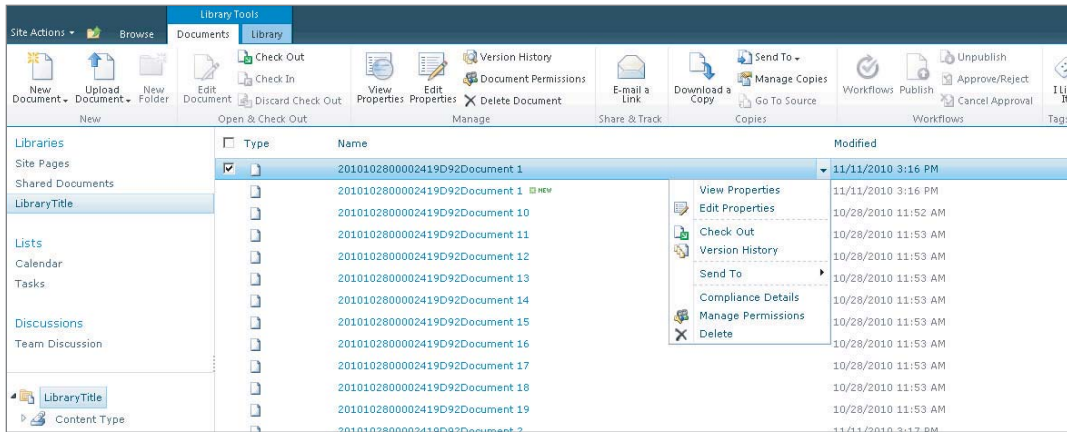 Library Tools
Site Actions Browse Documents Library
New Document Upload Document New Folder
New
Edit Document Check Out
Check In
Discard Check Out
Open & Check Out
View Properties Edit Properties Version History
Document Permissions
Delete Document
Manage
E-mail a Link
Share & Track
Download a Copy Send To
Manage Copies
Go To Source
Copies
Workflows Publish Unpublish
Approve/Reject
Cancel Approval
Workflows
I Li
It
Tags
Libraries
Site Pages
Shared Documents
LibraryTitle
Lists
Calendar
Tasks
Discussions
Team Discussion
LibraryTitle
Content Type
Type Name Modified
2010102800002419D92Document 1 11/11/2010 3:16 PM
2010102800002419D92Document 1 NEW 11/11/2010 3:16 PM
2010102800002419D92Document 10 10/28/2010 11:52 AM
2010102800002419D92Document 11 10/28/2010 11:53 AM
2010102800002419D92Document 12 10/28/2010 11:53 AM
2010102800002419D92Document 13 10/28/2010 11:53 AM
2010102800002419D92Document 14 10/28/2010 11:53 AM
2010102800002419D92Document 15 10/28/2010 11:53 AM
2010102800002419D92Document 16 10/28/2010 11:53 AM
2010102800002419D92Document 17 10/28/2010 11:53 AM
2010102800002419D92Document 18 10/28/2010 11:53 AM
2010102800002419D92Document 19 10/28/2010 11:53 AM
2010102800002419D92Document 2 11/11/2010 3:17 PM
View Properties
Edit Properties
Check Out
Version History
Send To
Compliance Details
Manage Permissions
Delete